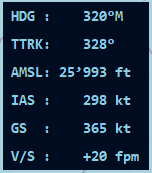 HDG : 320°M
TTRK: 328°
AMSL: 25’993 ft
IAS : 298 kt
GS : 365 kt
V/S : +20 fpm